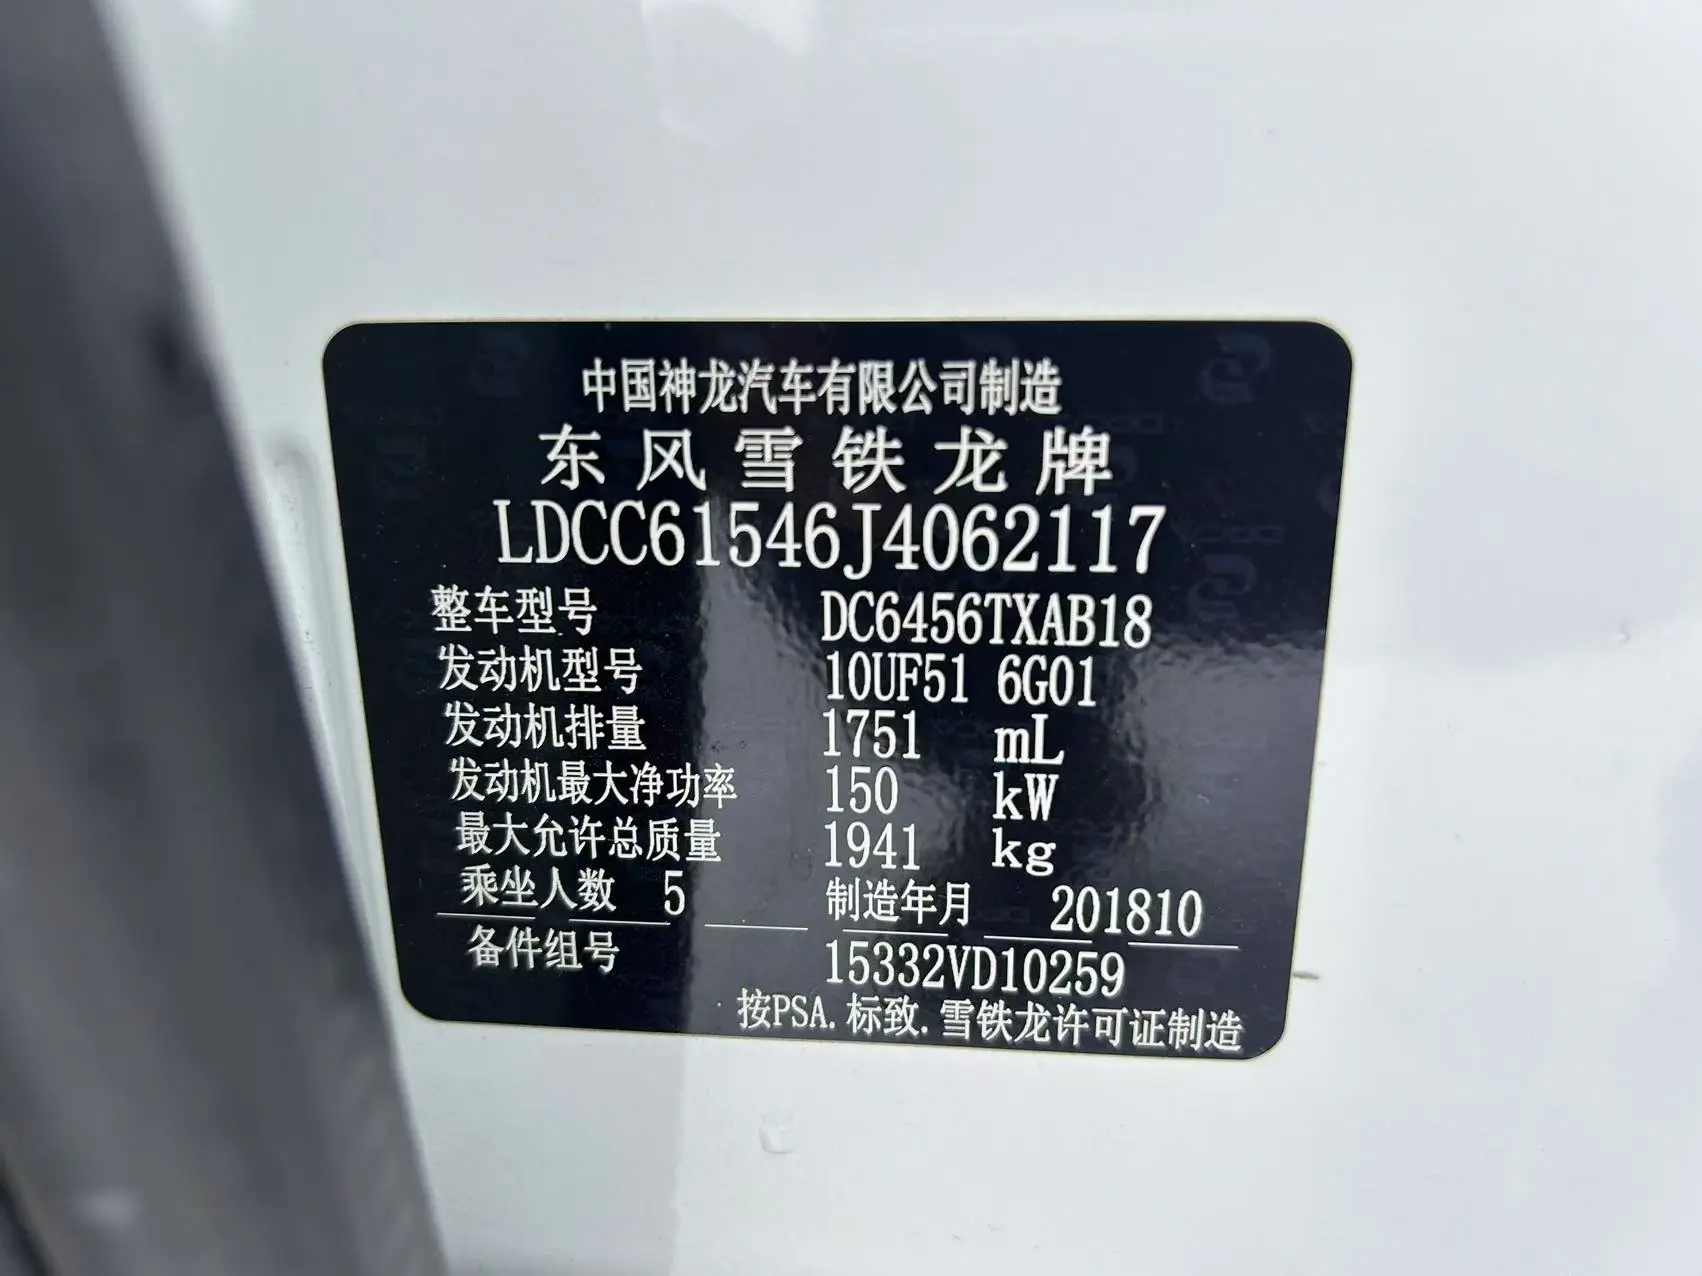 中国神龙汽车有限公司制造
东风雪铁龙牌
LDCC61546J4062117
整车型号 DC6456TXAB18
发动机型号 10UF51 6G01
发动机排量 1751 mL
发动机最大净功率 150 kW
最大允许总质量 1941 kg
乘坐人数 5 制造年月 201810
备件组号 15332VD10259
按PSA.标致.雪铁龙许可证制造